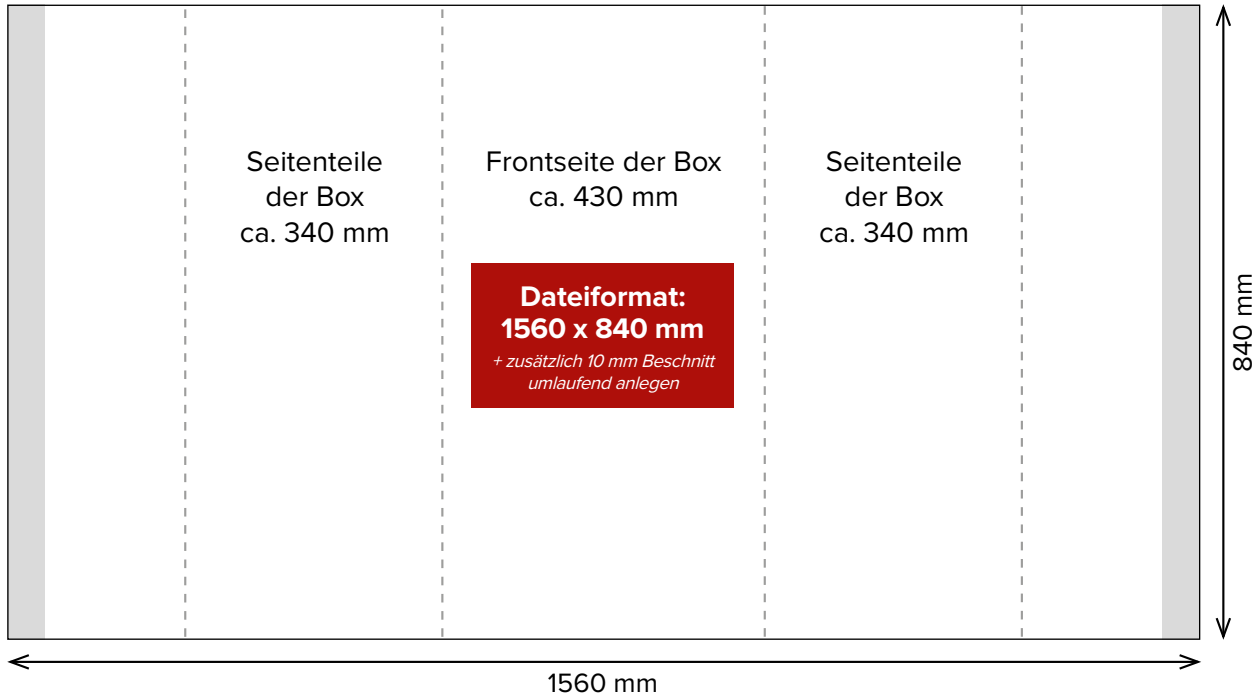 Seitenteile
der Box
ca. 340 mm
Frontseite der Box
ca. 430 mm
Seitenteile
der Box
ca. 340 mm
Dateiformat:
1560 x 840 mm
+ zusätzlich 10 mm Beschnitt
umlaufend anlegen
840 mm
1560 mm